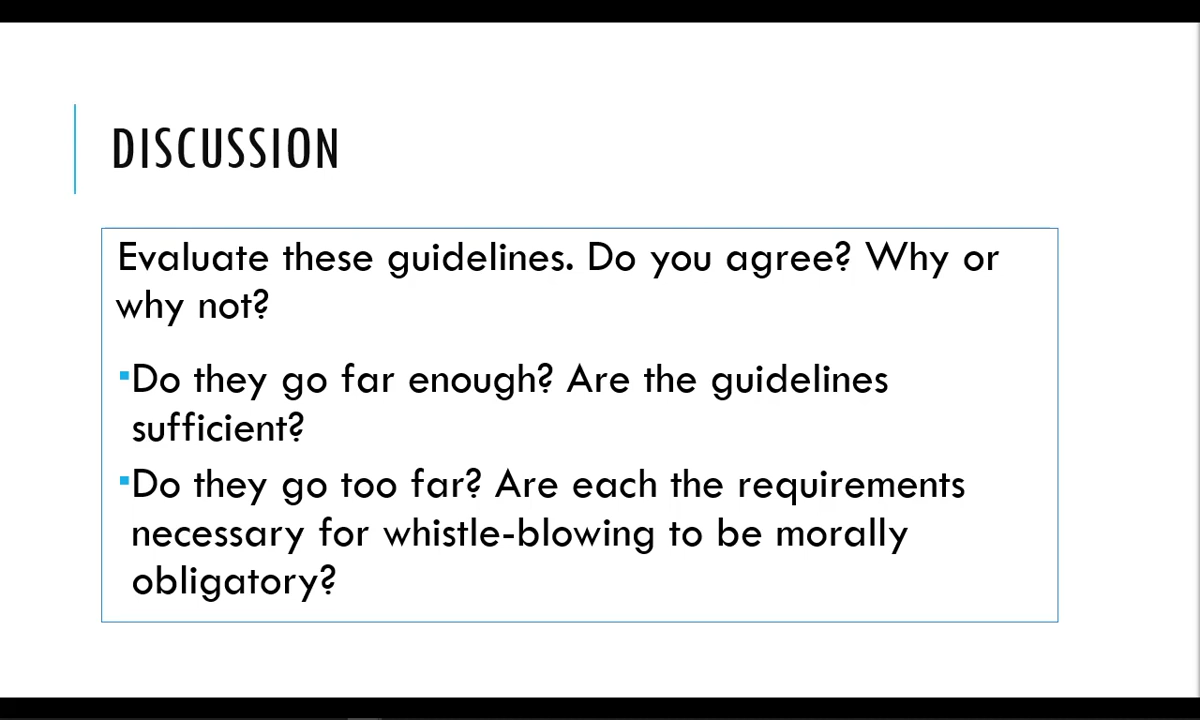 DISCUSSION
Evaluate these guidelines. Do you agree? Why or
why not?
▪Do they go far enough? Are the guidelines
sufficient?
▪Do they go too far? Are each the requirements
necessary for whistle-blowing to be morally
obligatory?